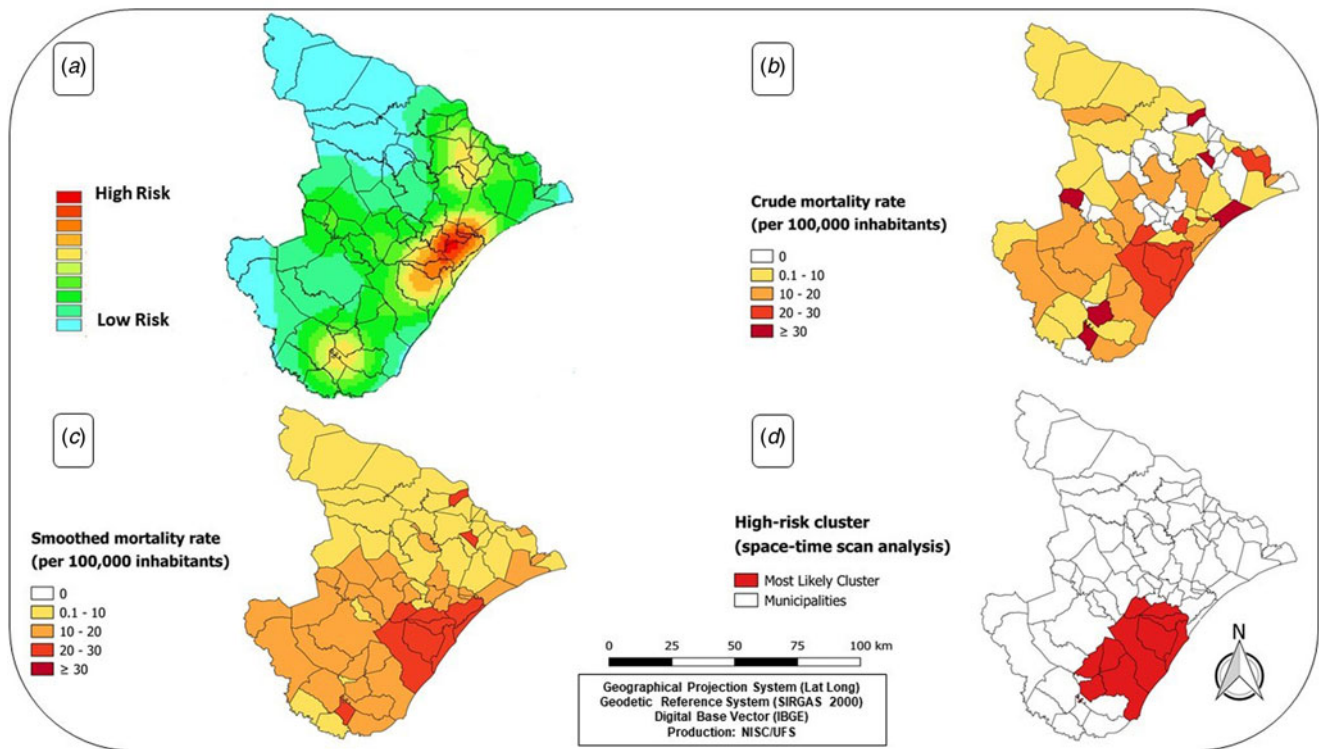 (a)
High Risk
Low Risk
(b)
Crude mortality rate
(per 100,000 inhabitants)
0
0.1 - 10
10 - 20
20 - 30
≥ 30
(c)
Smoothed mortality rate
(per 100,000 inhabitants)
0
0.1 - 10
10 - 20
20 - 30
≥ 30
(d)
High-risk cluster
(space-time scan analysis)
Most Likely Cluster
Municipalities
0 25 50 75 100 km
Geographical Projection System (Lat Long)
Geodetic Reference System (SIRGAS 2000)
Digital Base Vector (IBGE)
Production: NISC/UFS
N